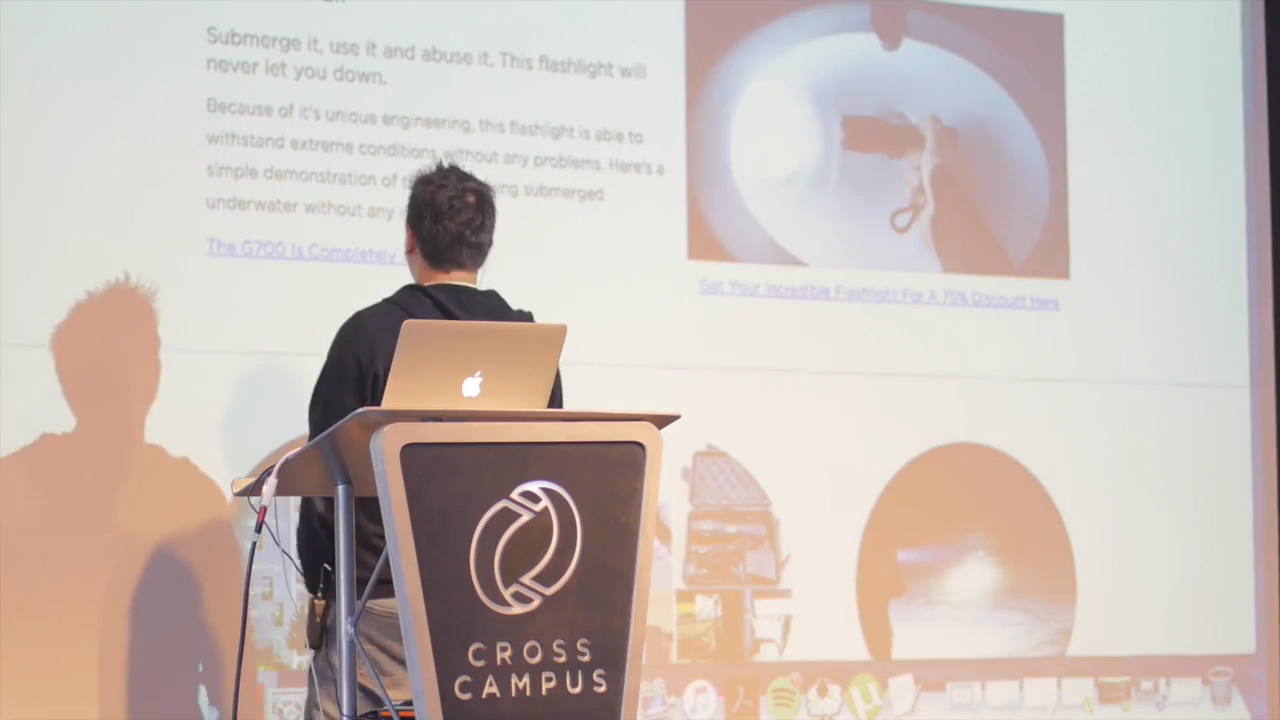 Submerge it, use it and abuse it. This flashlight will
never let you down.
Because of it's unique engineering, this flashlight is able to
withstand extreme conditions without any problems. Here's a
simple demonstration of submerged
underwater without any
The G700 Is Completely
Get Your Incredible Flashlight For A 75% Discount Here
CROSS
CAMPUS